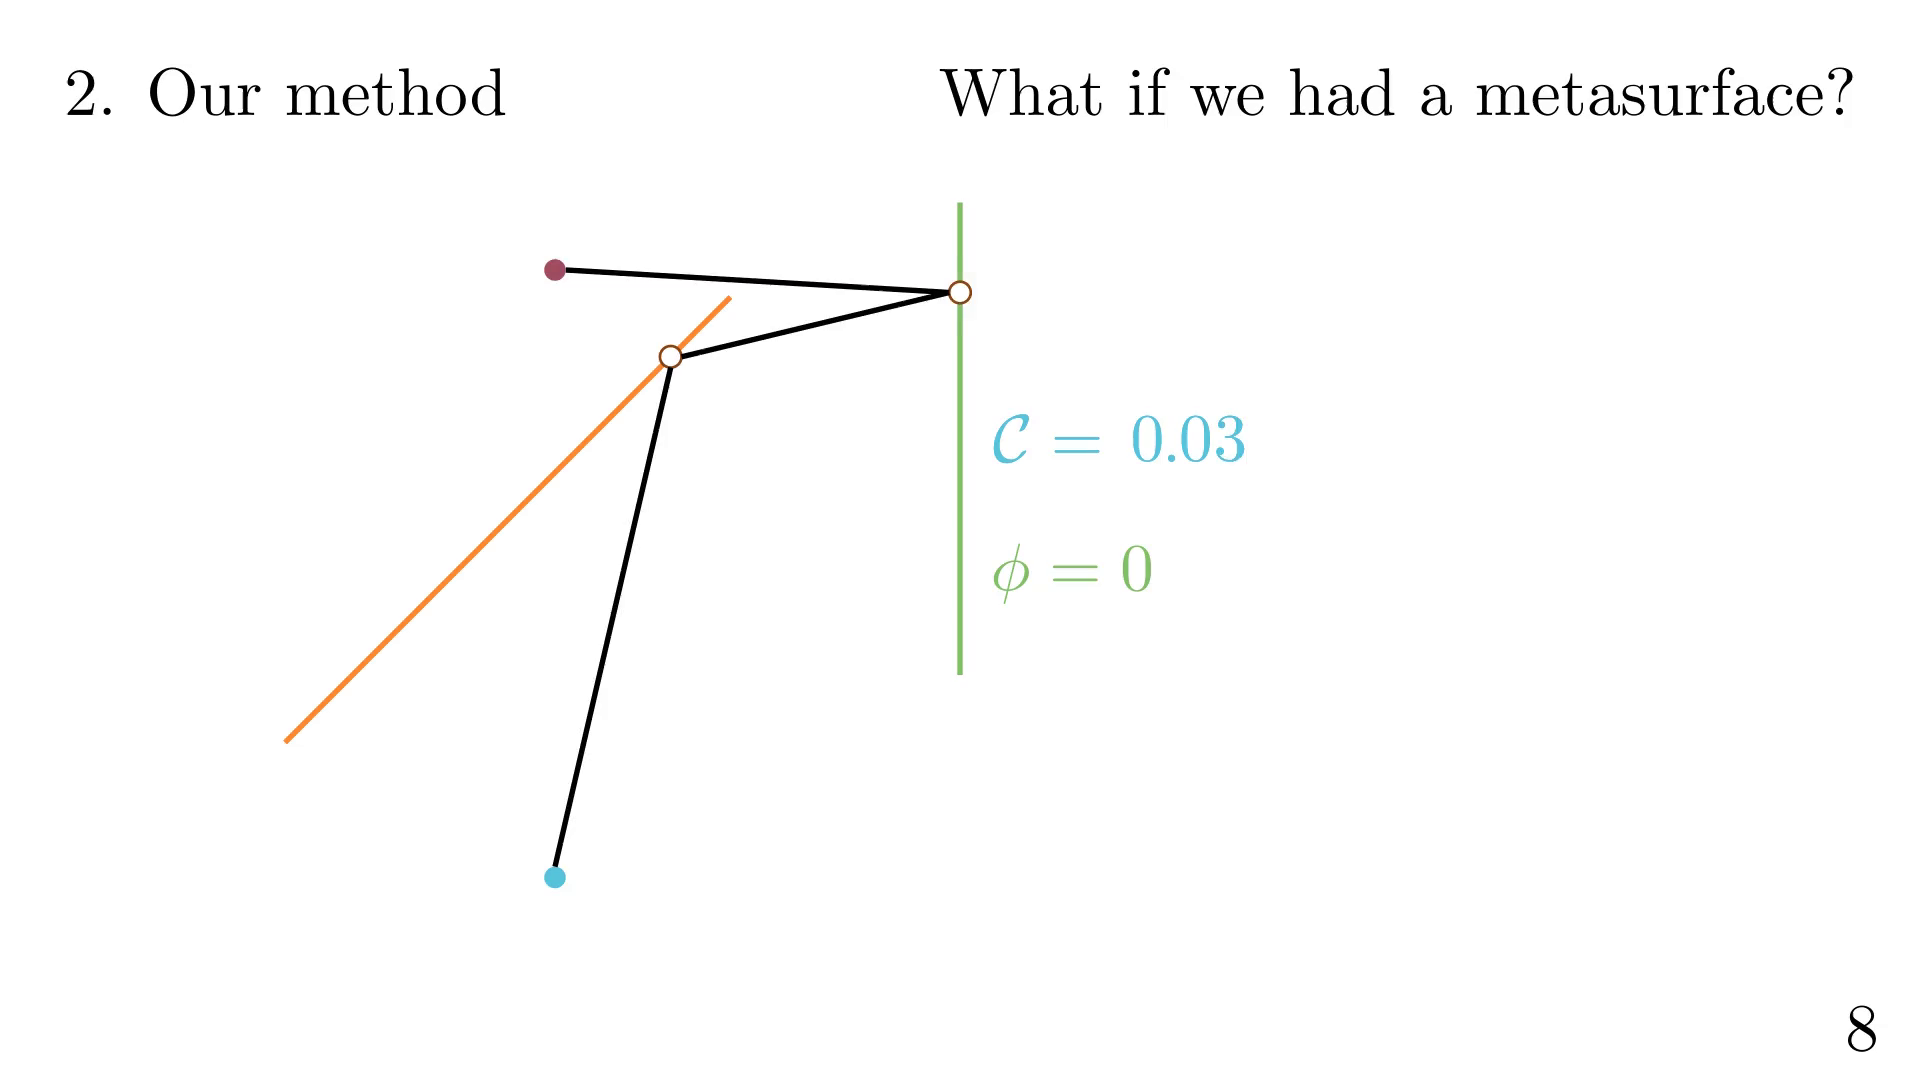 2. Our method
What if we had a metasurface?
𝒞 = 0.03
ϕ = 0
8